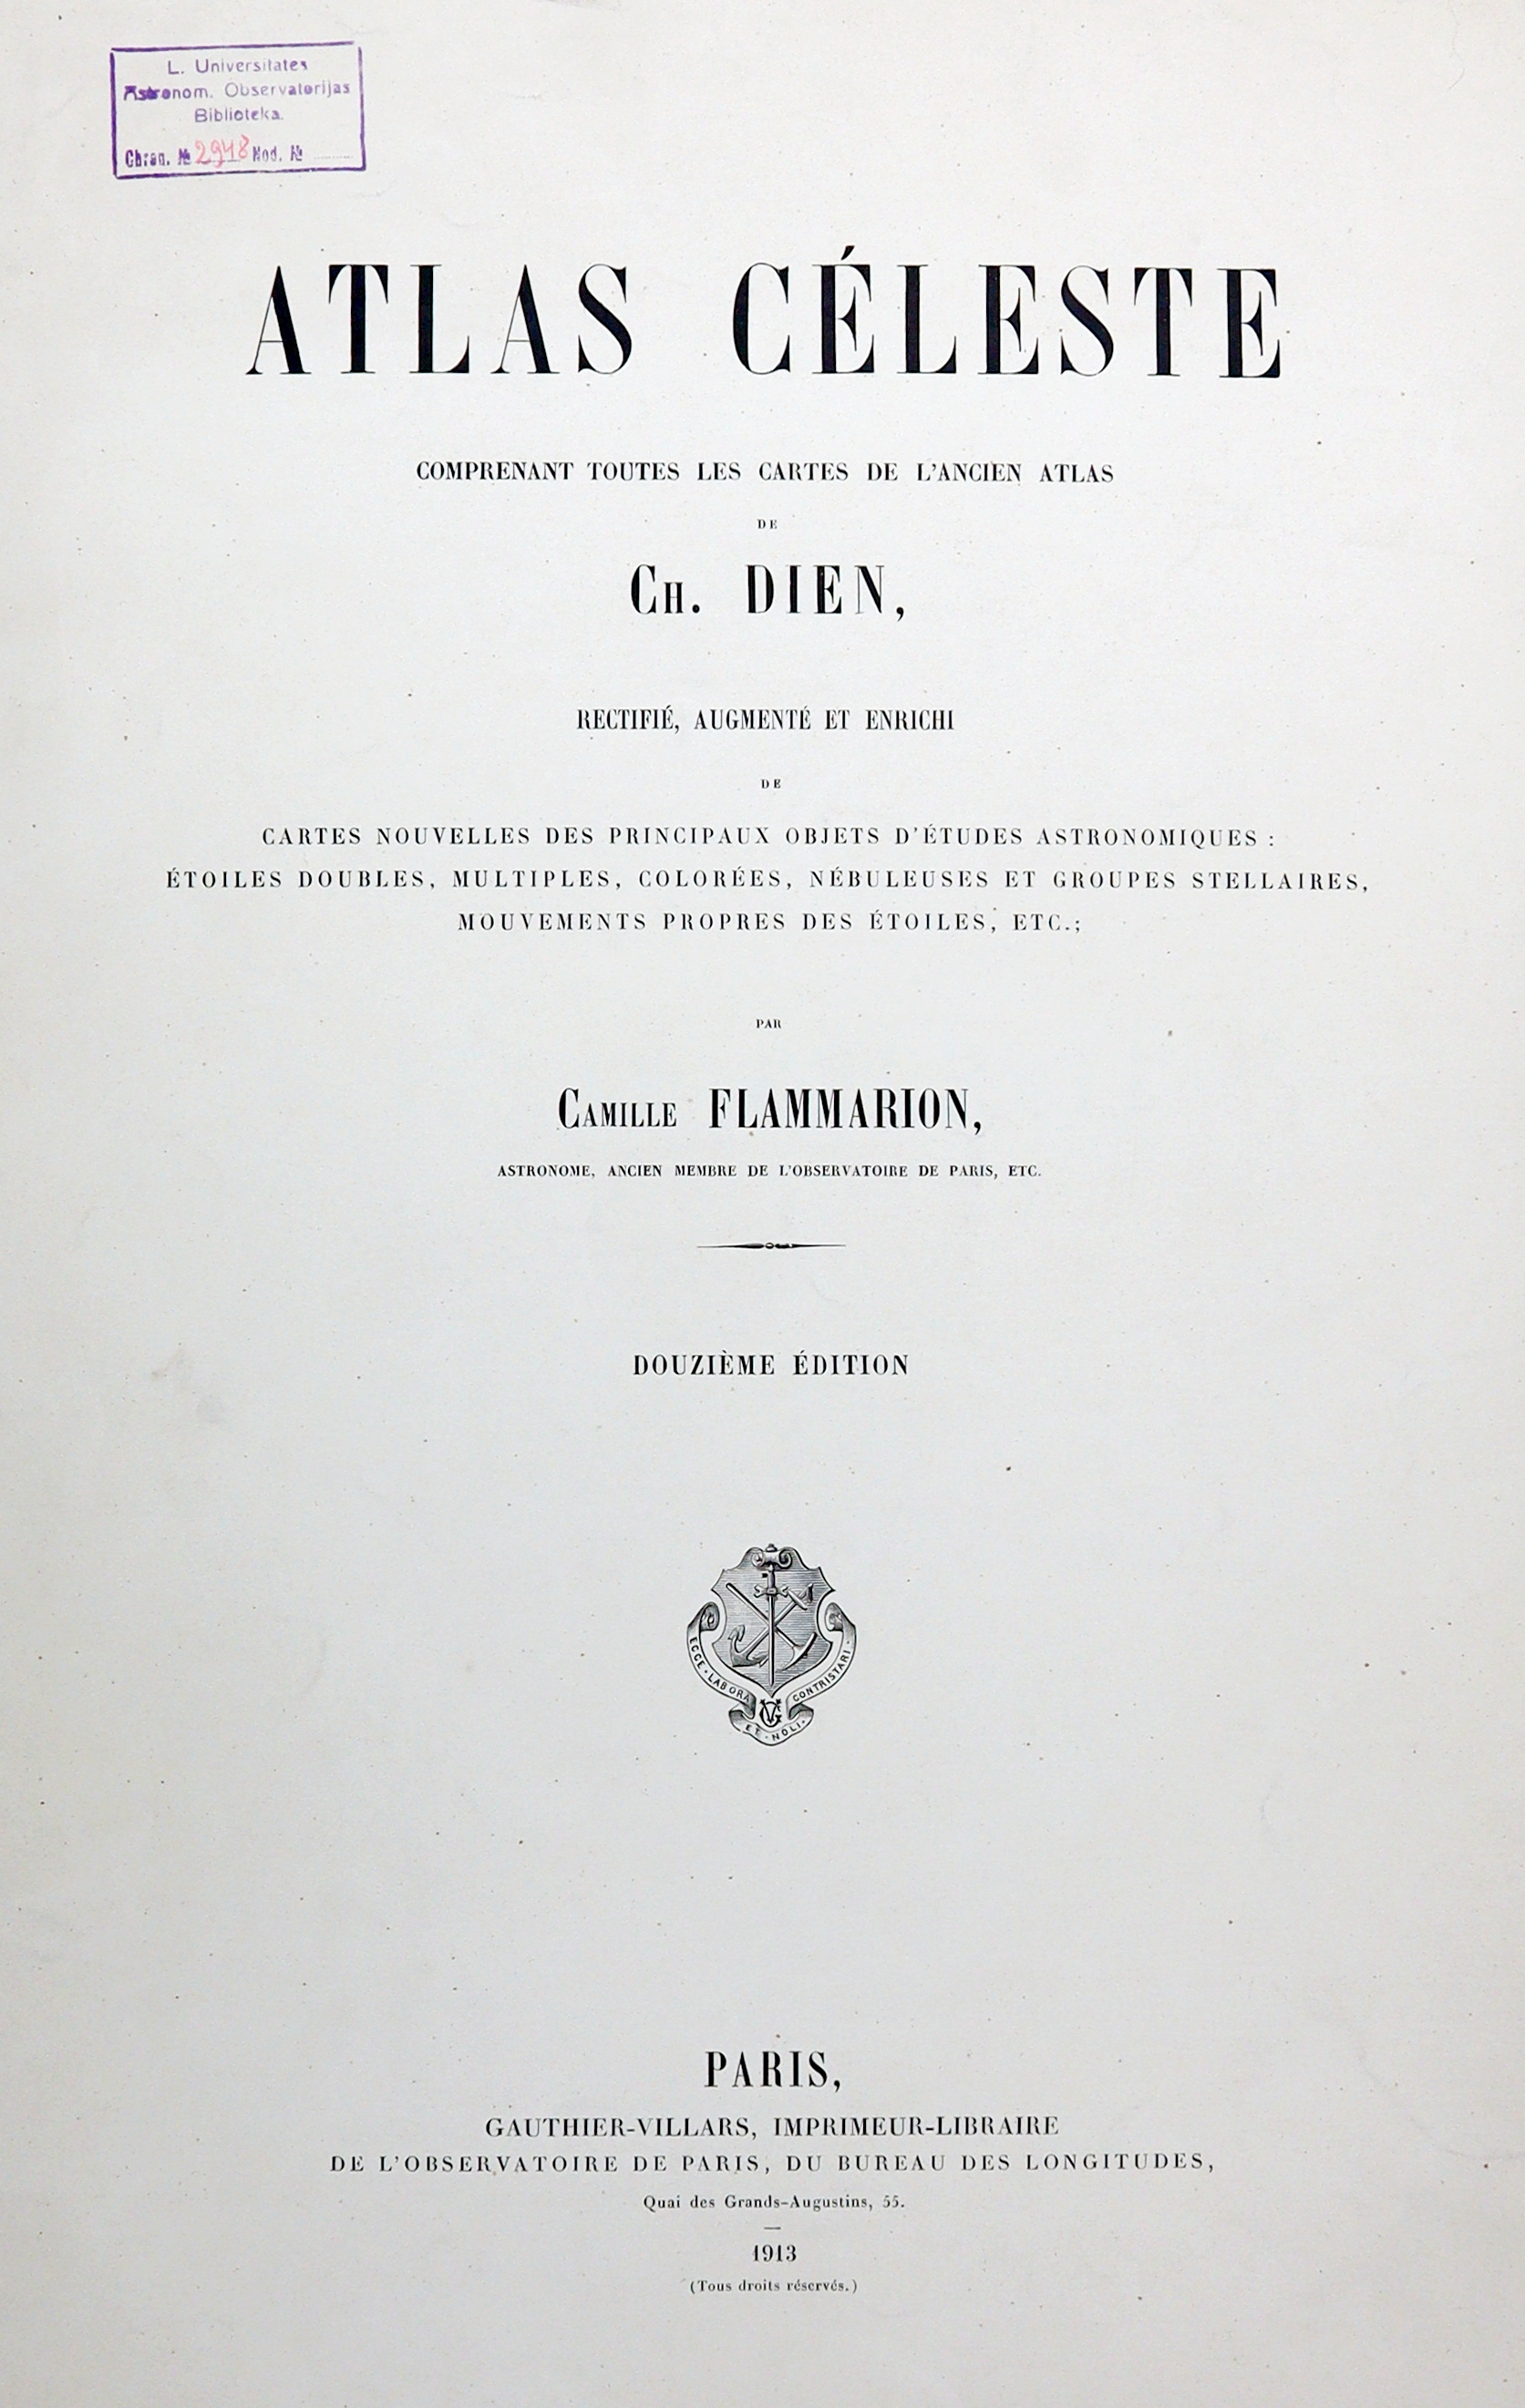 L. Universitates
Astronom. Observatorijas
Biblioteka.
Chran. № 2948 Nod. №
ATLAS CÉLESTE
COMPRENANT TOUTES LES CARTES DE L'ANCIEN ATLAS
DE
CH. DIEN,
RECTIFIÉ, AUGMENTÉ ET ENRICHI
DE
CARTES NOUVELLES DES PRINCIPAUX OBJETS D'ÉTUDES ASTRONOMIQUES :
ÉTOILES DOUBLES, MULTIPLES, COLORÉES, NÉBULEUSES ET GROUPES STELLAIRES,
MOUVEMENTS PROPRES DES ÉTOILES, ETC.;
PAR
CAMILLE FLAMMARION,
ASTRONOME, ANCIEN MEMBRE DE L'OBSERVATOIRE DE PARIS, ETC.
DOUZIÈME ÉDITION
ECCE · LABORA
ET · NOLI ·
CONTRISTARI ·
VG
PARIS,
GAUTHIER-VILLARS, IMPRIMEUR-LIBRAIRE
DE L'OBSERVATOIRE DE PARIS, DU BUREAU DES LONGITUDES,
Quai des Grands-Augustins, 55.
1913
(Tous droits réservés.)